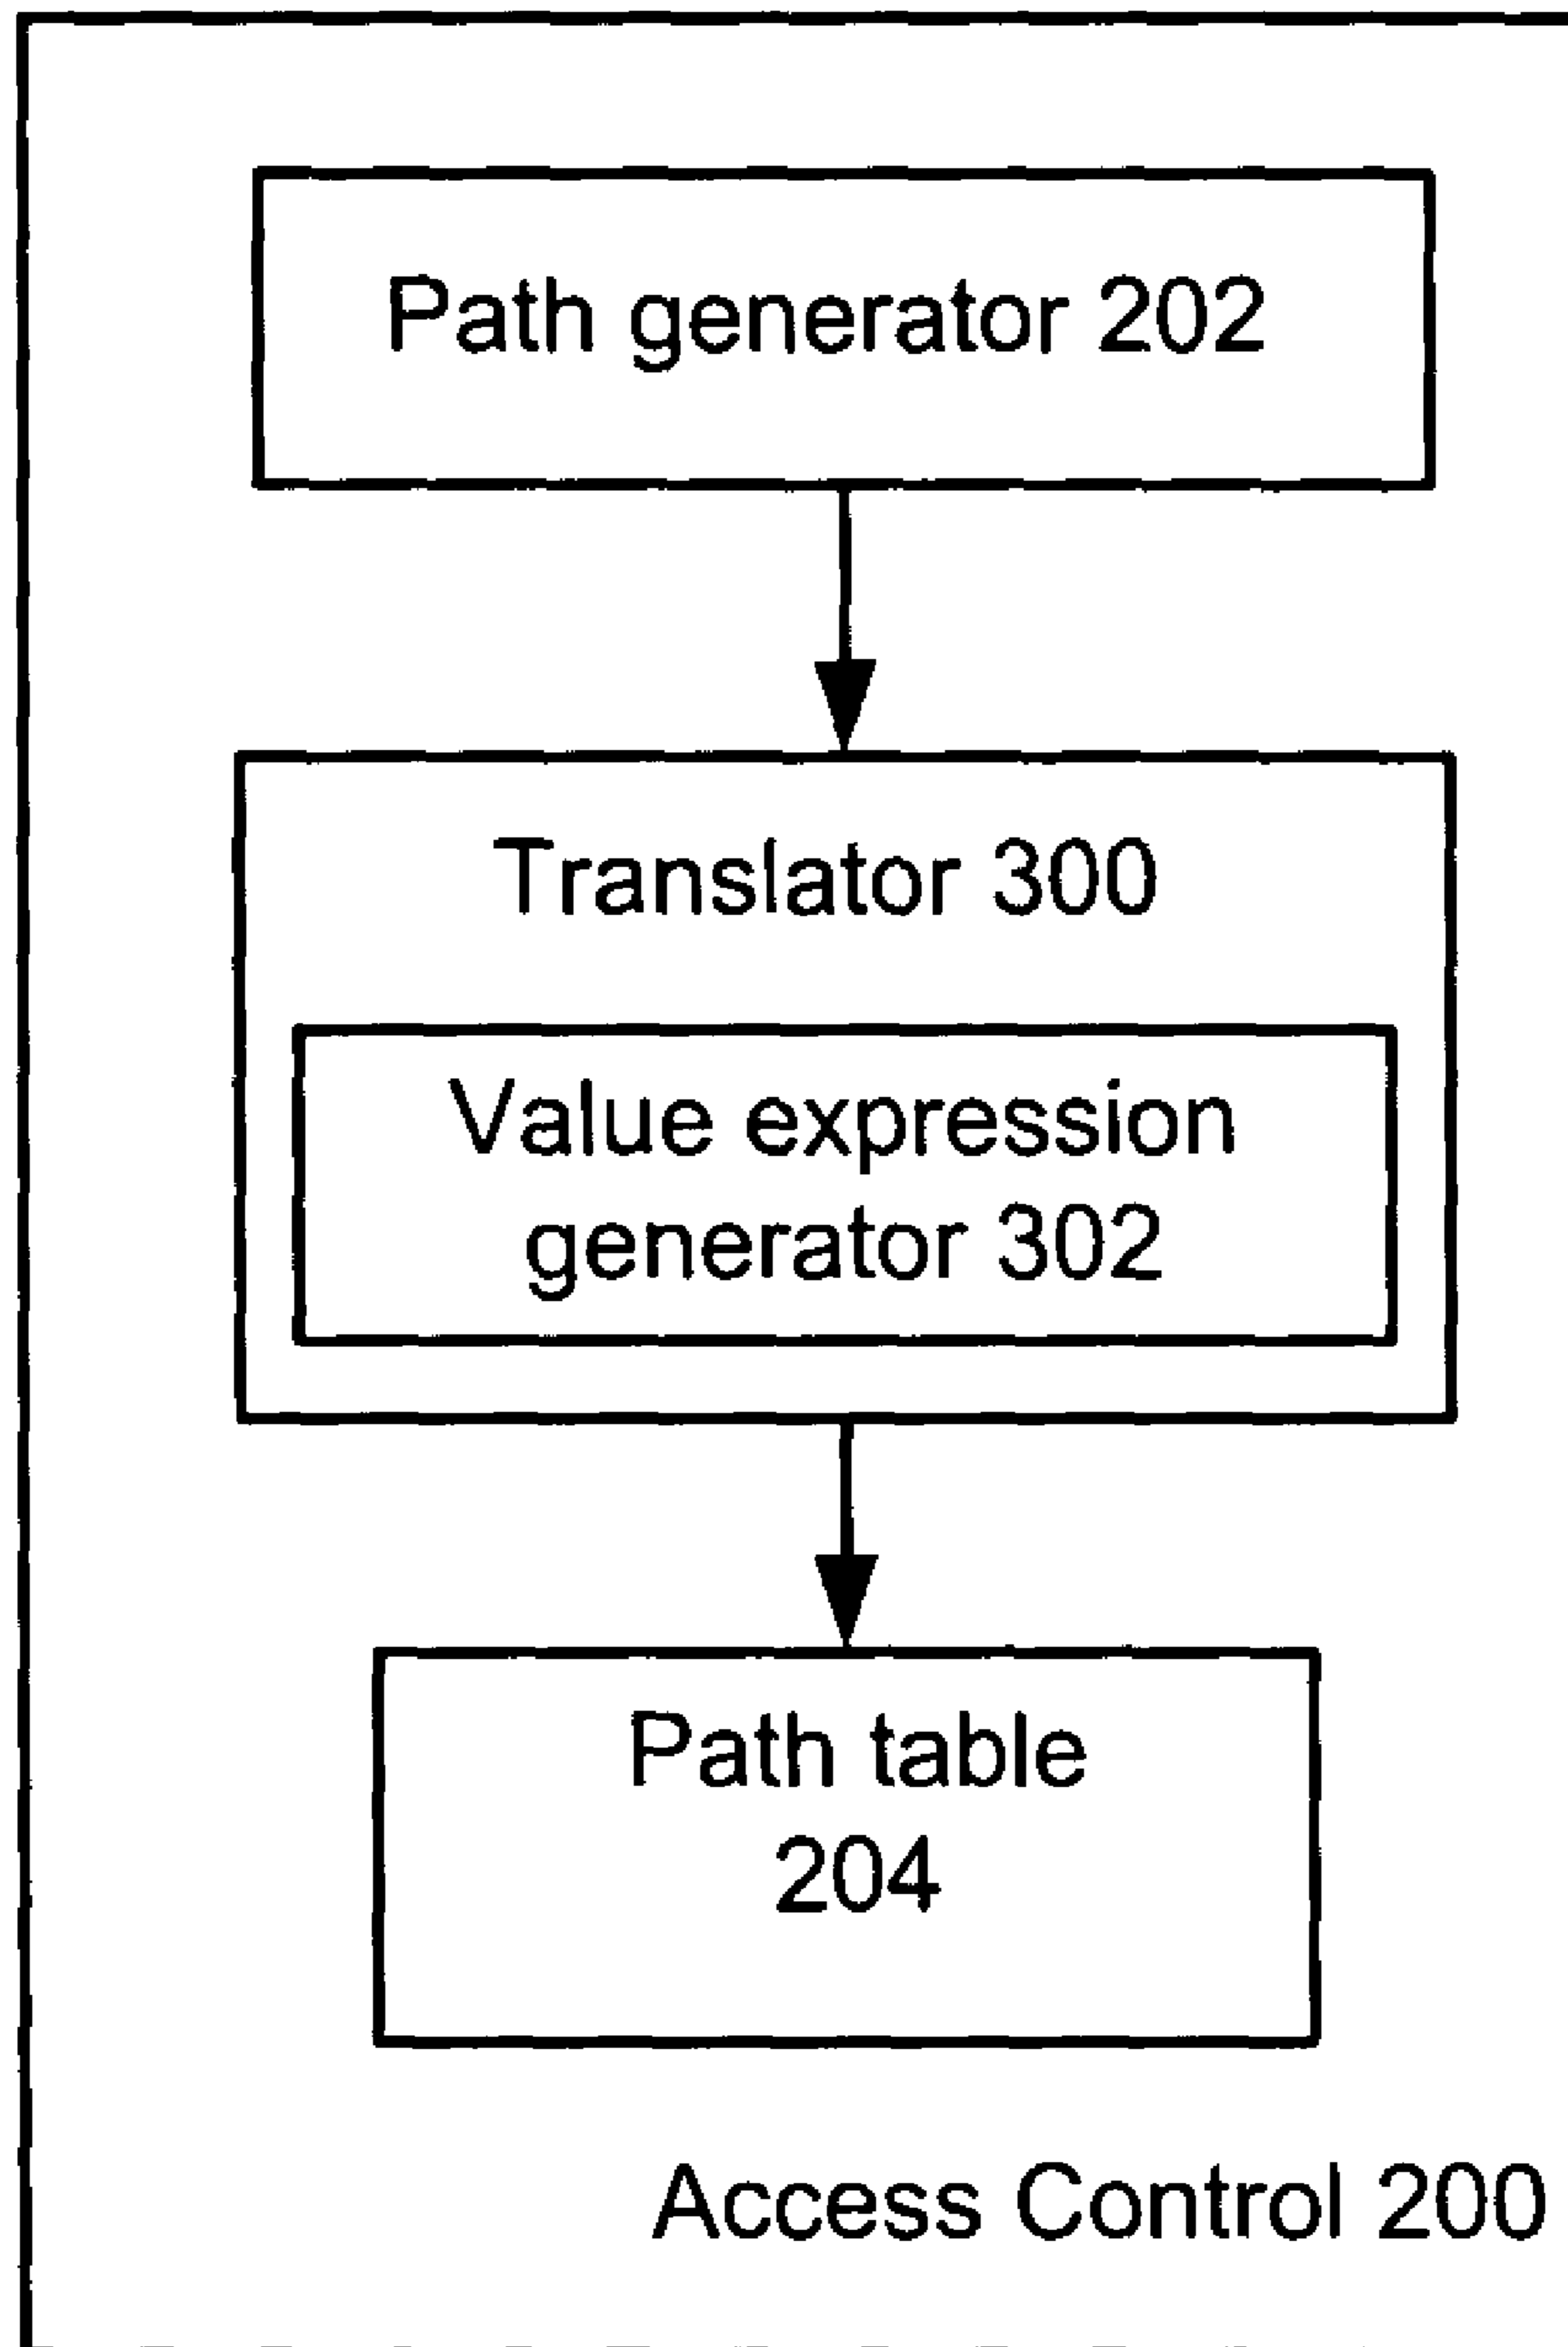 Path generator 202
Translator 300
Value expression
generator 302
Path table
204
Access Control 200